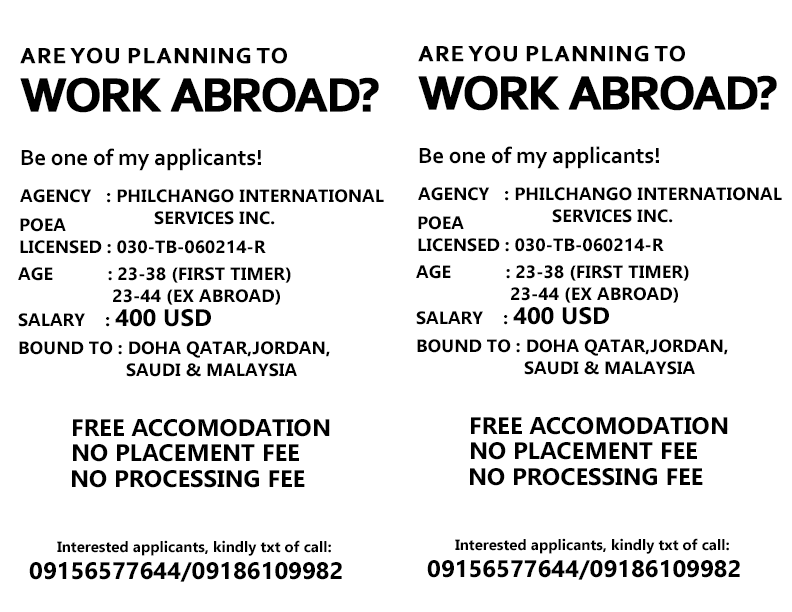 ARE YOU PLANNING TO
WORK ABROAD?
Be one of my applicants!
AGENCY : PHILCHANGO INTERNATIONAL
SERVICES INC.
POEA
LICENSED : 030-TB-060214-R
AGE : 23-38 (FIRST TIMER)
23-44 (EX ABROAD)
SALARY : 400 USD
BOUND TO : DOHA QATAR,JORDAN,
SAUDI & MALAYSIA
FREE ACCOMODATION
NO PLACEMENT FEE
NO PROCESSING FEE
Interested applicants, kindly txt of call:
09156577644/09186109982
ARE YOU PLANNING TO
WORK ABROAD?
Be one of my applicants!
AGENCY : PHILCHANGO INTERNATIONAL
SERVICES INC.
POEA
LICENSED : 030-TB-060214-R
AGE : 23-38 (FIRST TIMER)
23-44 (EX ABROAD)
SALARY : 400 USD
BOUND TO : DOHA QATAR,JORDAN,
SAUDI & MALAYSIA
FREE ACCOMODATION
NO PLACEMENT FEE
NO PROCESSING FEE
Interested applicants, kindly txt of call:
09156577644/09186109982